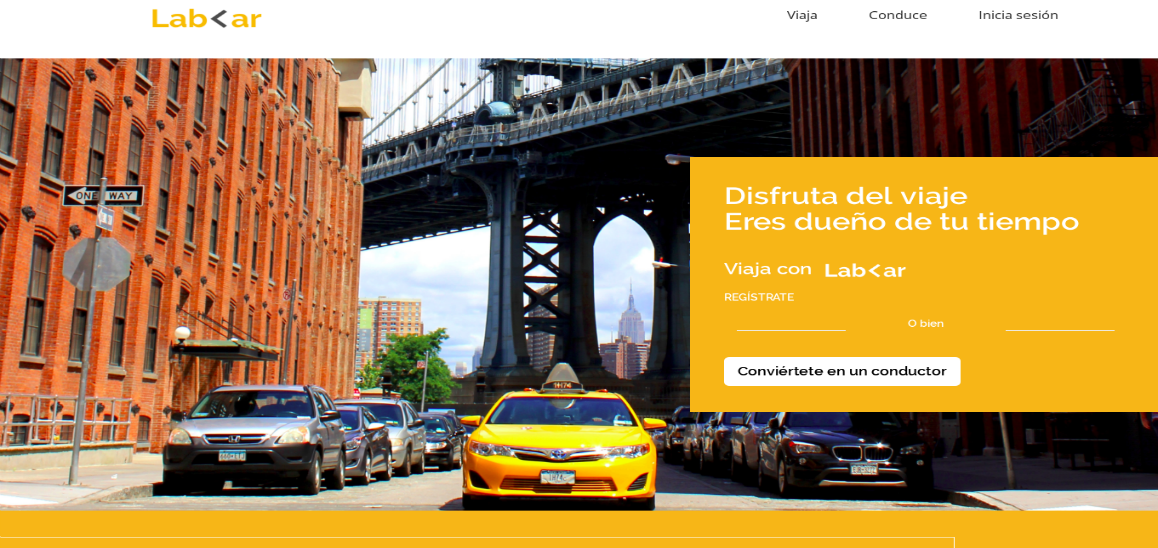 Lab<ar
Viaja
Conduce
Inicia sesión
ONE WAY
Disfruta del viaje
Eres dueño de tu tiempo
Viaja con Lab<ar
REGÍSTRATE
O bien
Conviértete en un conductor